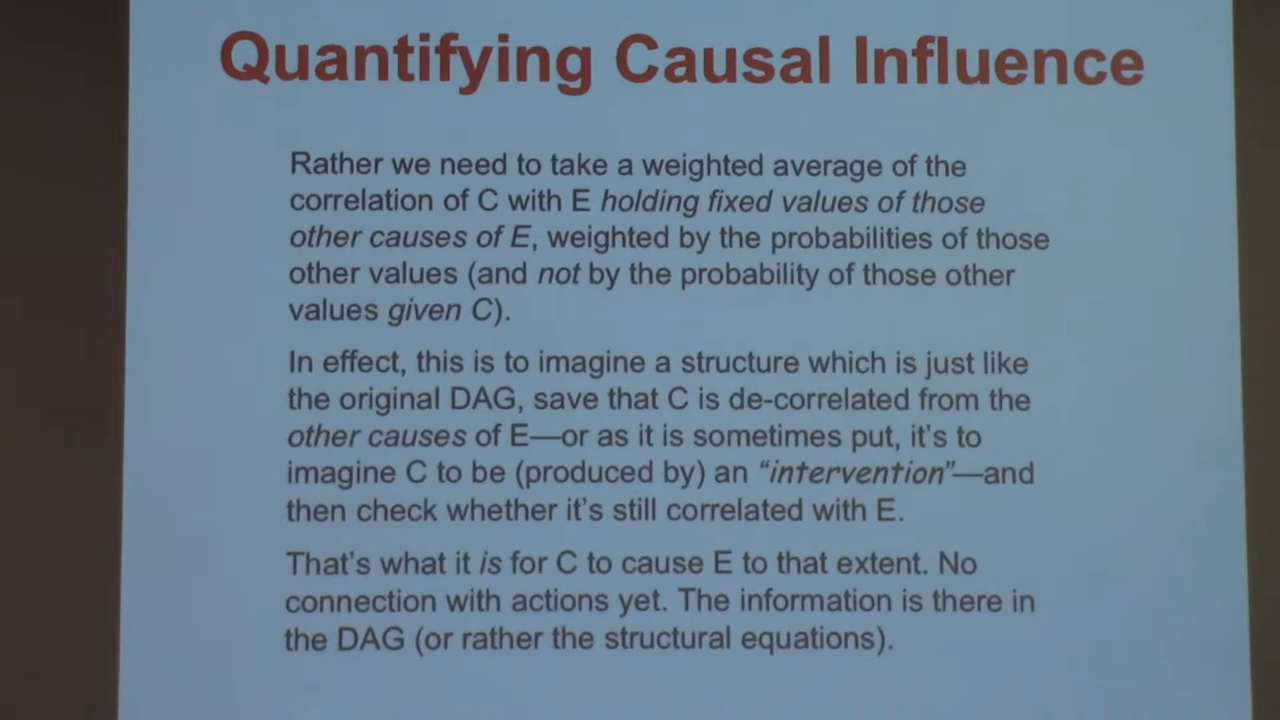 Quantifying Causal Influence
Rather we need to take a weighted average of the
correlation of C with E holding fixed values of those
other causes of E, weighted by the probabilities of those
other values (and not by the probability of those other
values given C).
In effect, this is to imagine a structure which is just like
the original DAG, save that C is de-correlated from the
other causes of E—or as it is sometimes put, it's to
imagine C to be (produced by) an “intervention”—and
then check whether it's still correlated with E.
That's what it is for C to cause E to that extent. No
connection with actions yet. The information is there in
the DAG (or rather the structural equations).